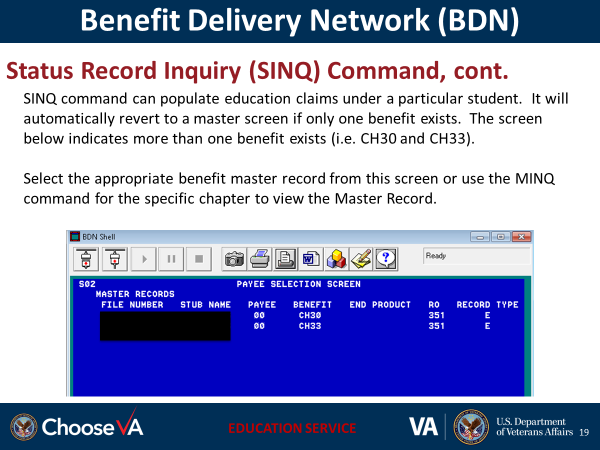 Benefit Delivery Network (BDN)
Status Record Inquiry (SINQ) Command, cont.
SINQ command can populate education claims under a particular student.  It will
automatically revert to a master screen if only one benefit exists.  The screen
below indicates more than one benefit exists (i.e. CH30 and CH33).
Select the appropriate benefit master record from this screen or use the MINQ
command for the specific chapter to view the Master Record.
BDN Shell
Ready
S02 PAYEE SELECTION SCREEN
MASTER RECORDS
FILE NUMBER STUB NAME PAYEE BENEFIT END PRODUCT RO RECORD TYPE
00 CH30 351 E
00 CH33 351 E
ChooseVA
EDUCATION SERVICE
VA
U.S. Department
of Veterans Affairs
19